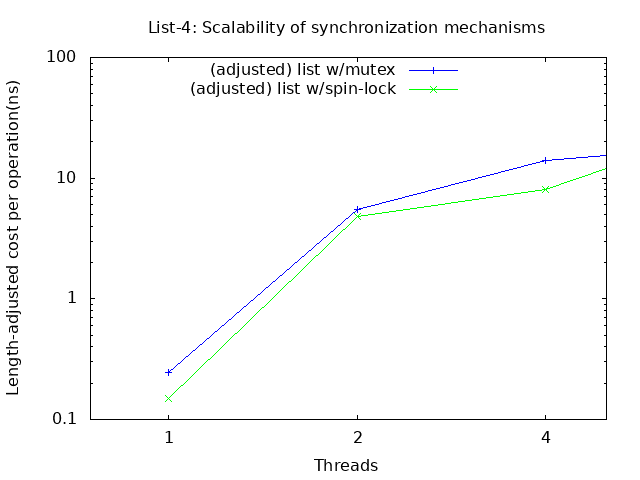 List-4: Scalability of synchronization mechanisms
100
(adjusted) list w/mutex
(adjusted) list w/spin-lock
Length-adjusted cost per operation(ns)
10
1
0.1
1 2 4
Threads